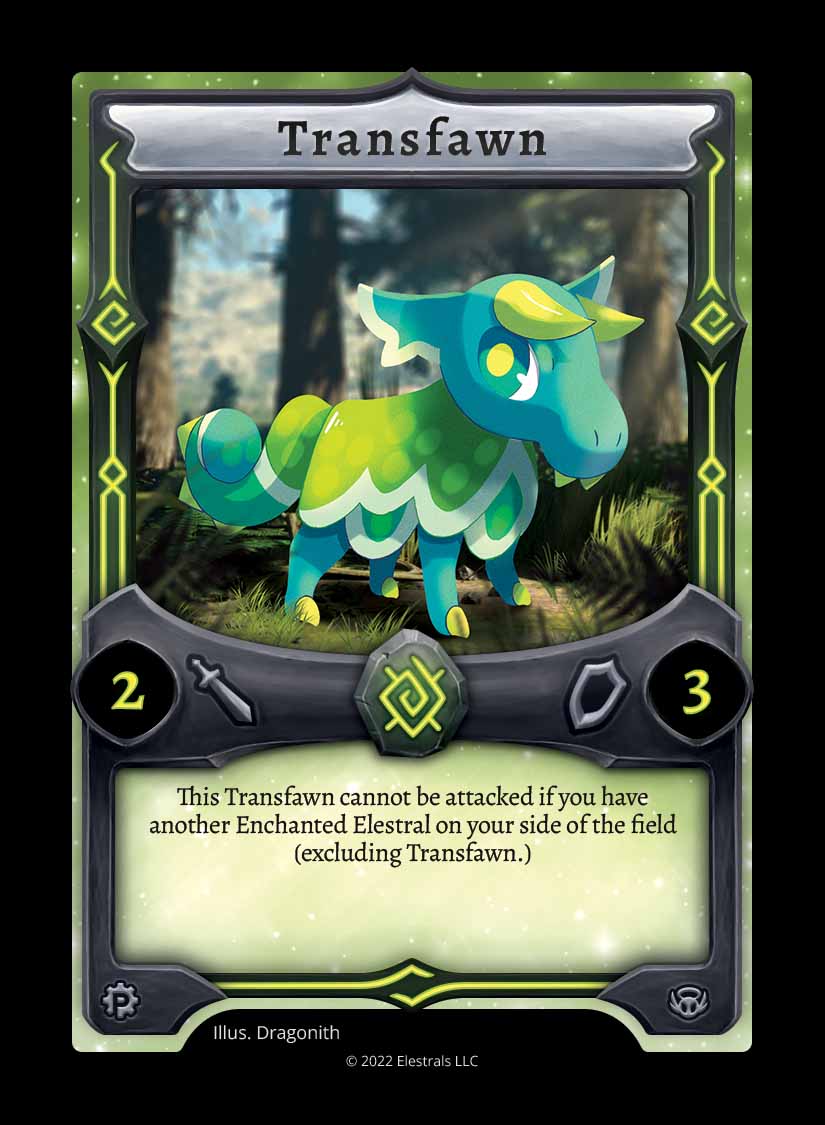 Transfawn
2
3
This Transfawn cannot be attacked if you have
another Enchanted Elestral on your side of the field
(excluding Transfawn.)
P
Illus. Dragonith
© 2022 Elestrals LLC